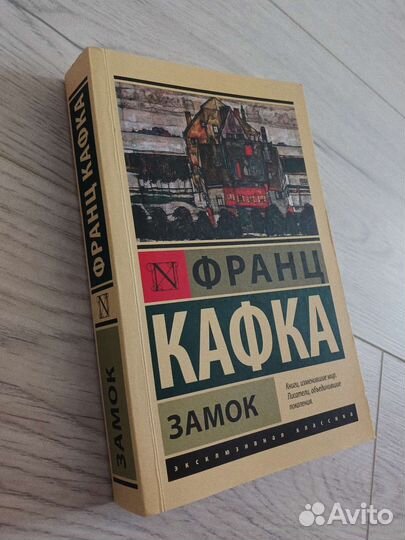 ФРАНЦ КАФКА
N
ЗАМОК
N
ФРАНЦ
КАФКА
ЗАМОК
Книги, изменившие мир.
Писатели, объединившие
поколения.
ЭКСКЛЮЗИВНАЯ КЛАССИКА
Avito